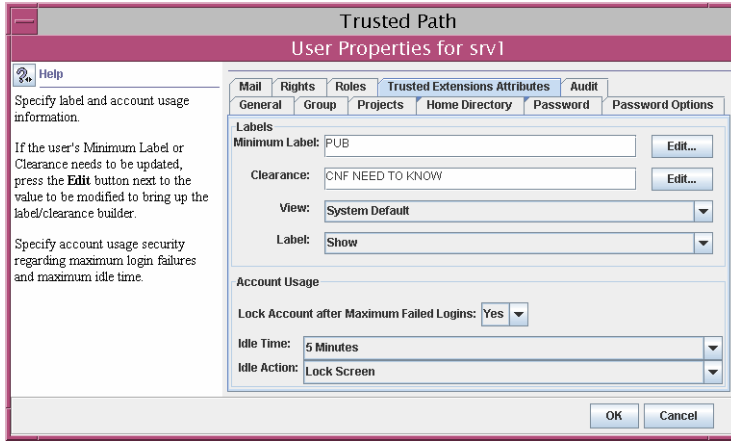 Trusted Path
User Properties for srv1
Help
Specify label and account usage
information.
If the user's Minimum Label or
Clearance needs to be updated,
press the Edit button next to the
value to be modified to bring up the
label/clearance builder.
Specify account usage security
regarding maximum login failures
and maximum idle time.
Mail Rights Roles Trusted Extensions Attributes Audit
General Group Projects Home Directory Password Password Options
Labels
Minimum Label: PUB Edit...
Clearance: CNF NEED TO KNOW Edit...
View: System Default
Label: Show
Account Usage
Lock Account after Maximum Failed Logins: Yes
Idle Time: 5 Minutes
Idle Action: Lock Screen
OK Cancel